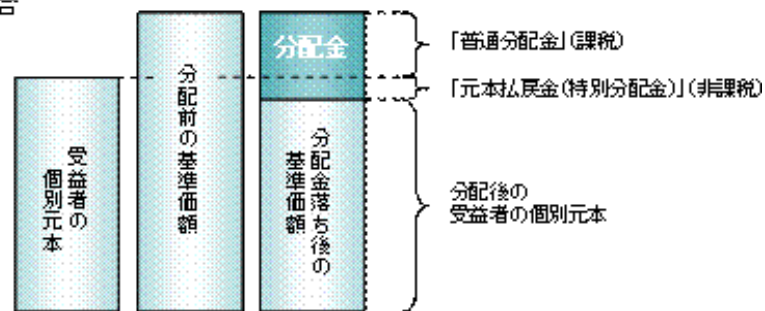 受益者の
個別元本
分配前の基準価額
分配金
分配金落ち後の
基準価額
「普通分配金」(課税)
「元本払戻金(特別分配金)」(非課税)
分配後の
受益者の個別元本